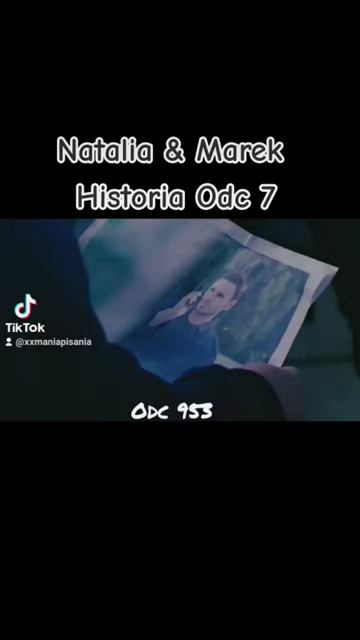 Natalia & Marek
Historia Odc 7
TikTok
@xxmaniapisania
Odc 953